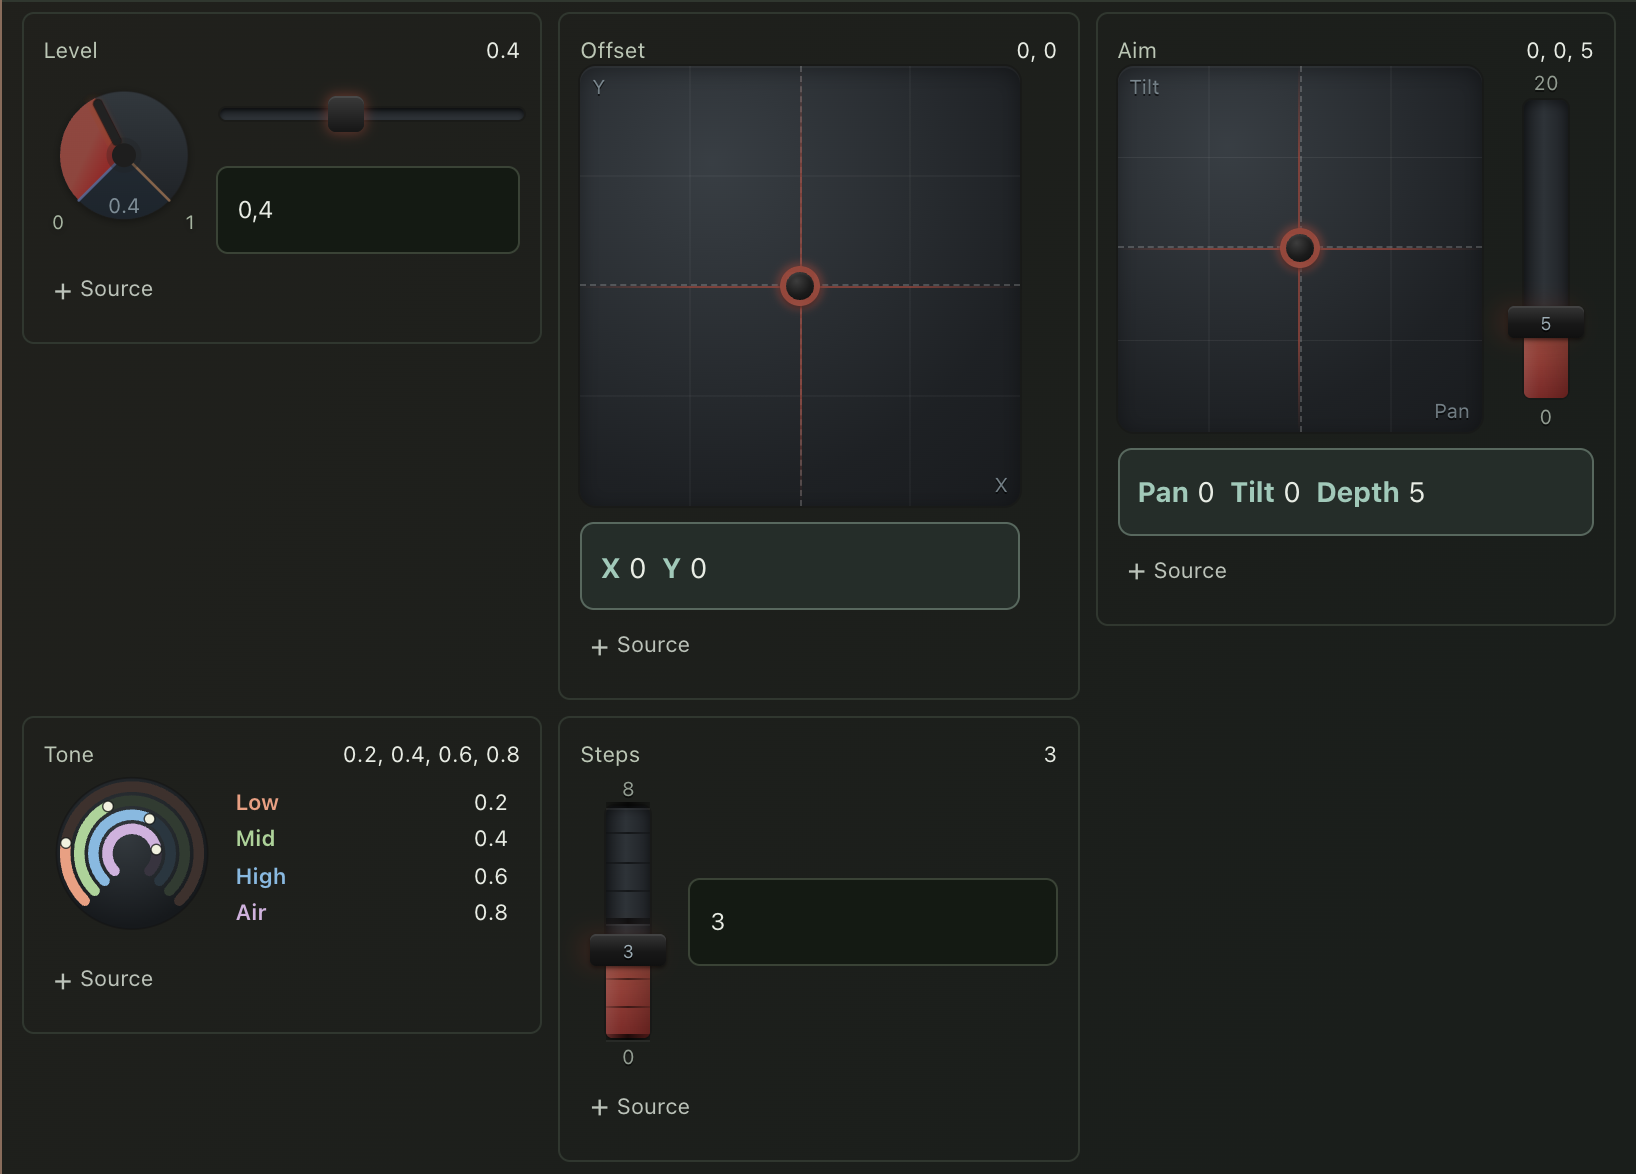 Level 0.4
0.4
0 1
0,4
+ Source
Offset 0, 0
Y
X
X 0 Y 0
+ Source
Aim 0, 0, 5
Tilt
20
5
Pan
0
Pan 0 Tilt 0 Depth 5
+ Source
Tone 0.2, 0.4, 0.6, 0.8
Low 0.2
Mid 0.4
High 0.6
Air 0.8
+ Source
Steps 3
8
3
3
0
+ Source